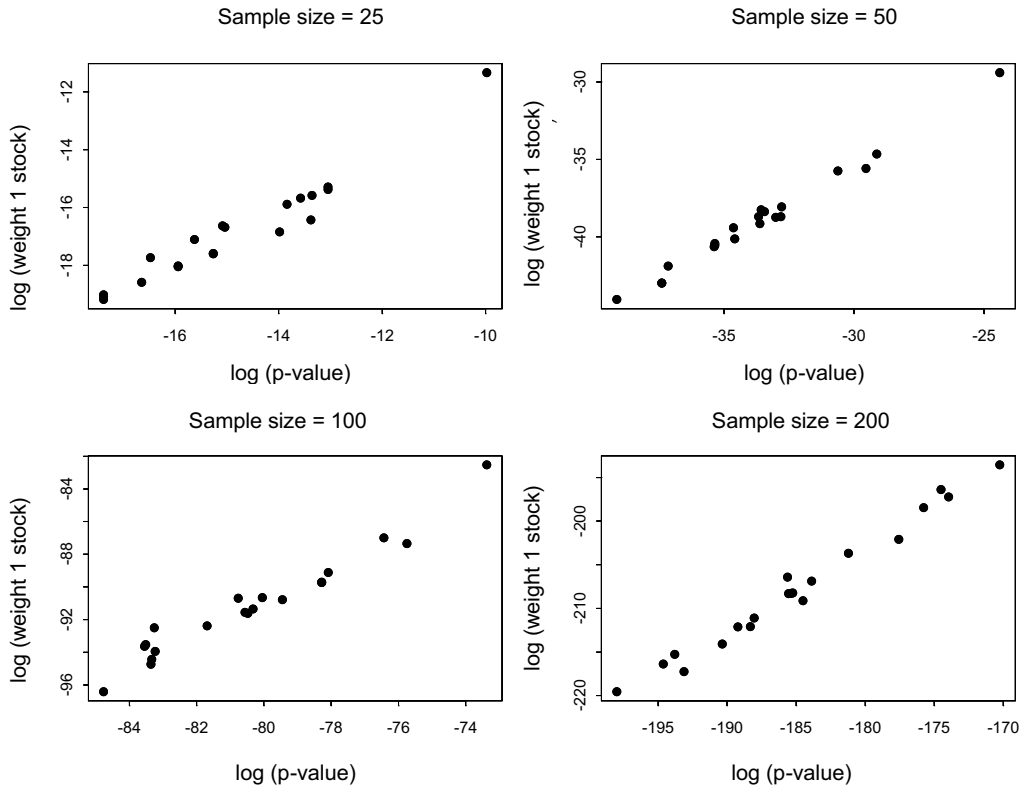 Sample size = 25
log (weight 1 stock)
-12
-14
-16
-18
-16 -14 -12 -10
log (p-value)
Sample size = 50
log (weight 1 stock)
-30
-35
-40
-35 -30 -25
log (p-value)
Sample size = 100
log (weight 1 stock)
-84
-88
-92
-96
-84 -82 -80 -78 -76 -74
log (p-value)
Sample size = 200
log (weight 1 stock)
-200
-210
-220
-195 -190 -185 -180 -175 -170
log (p-value)